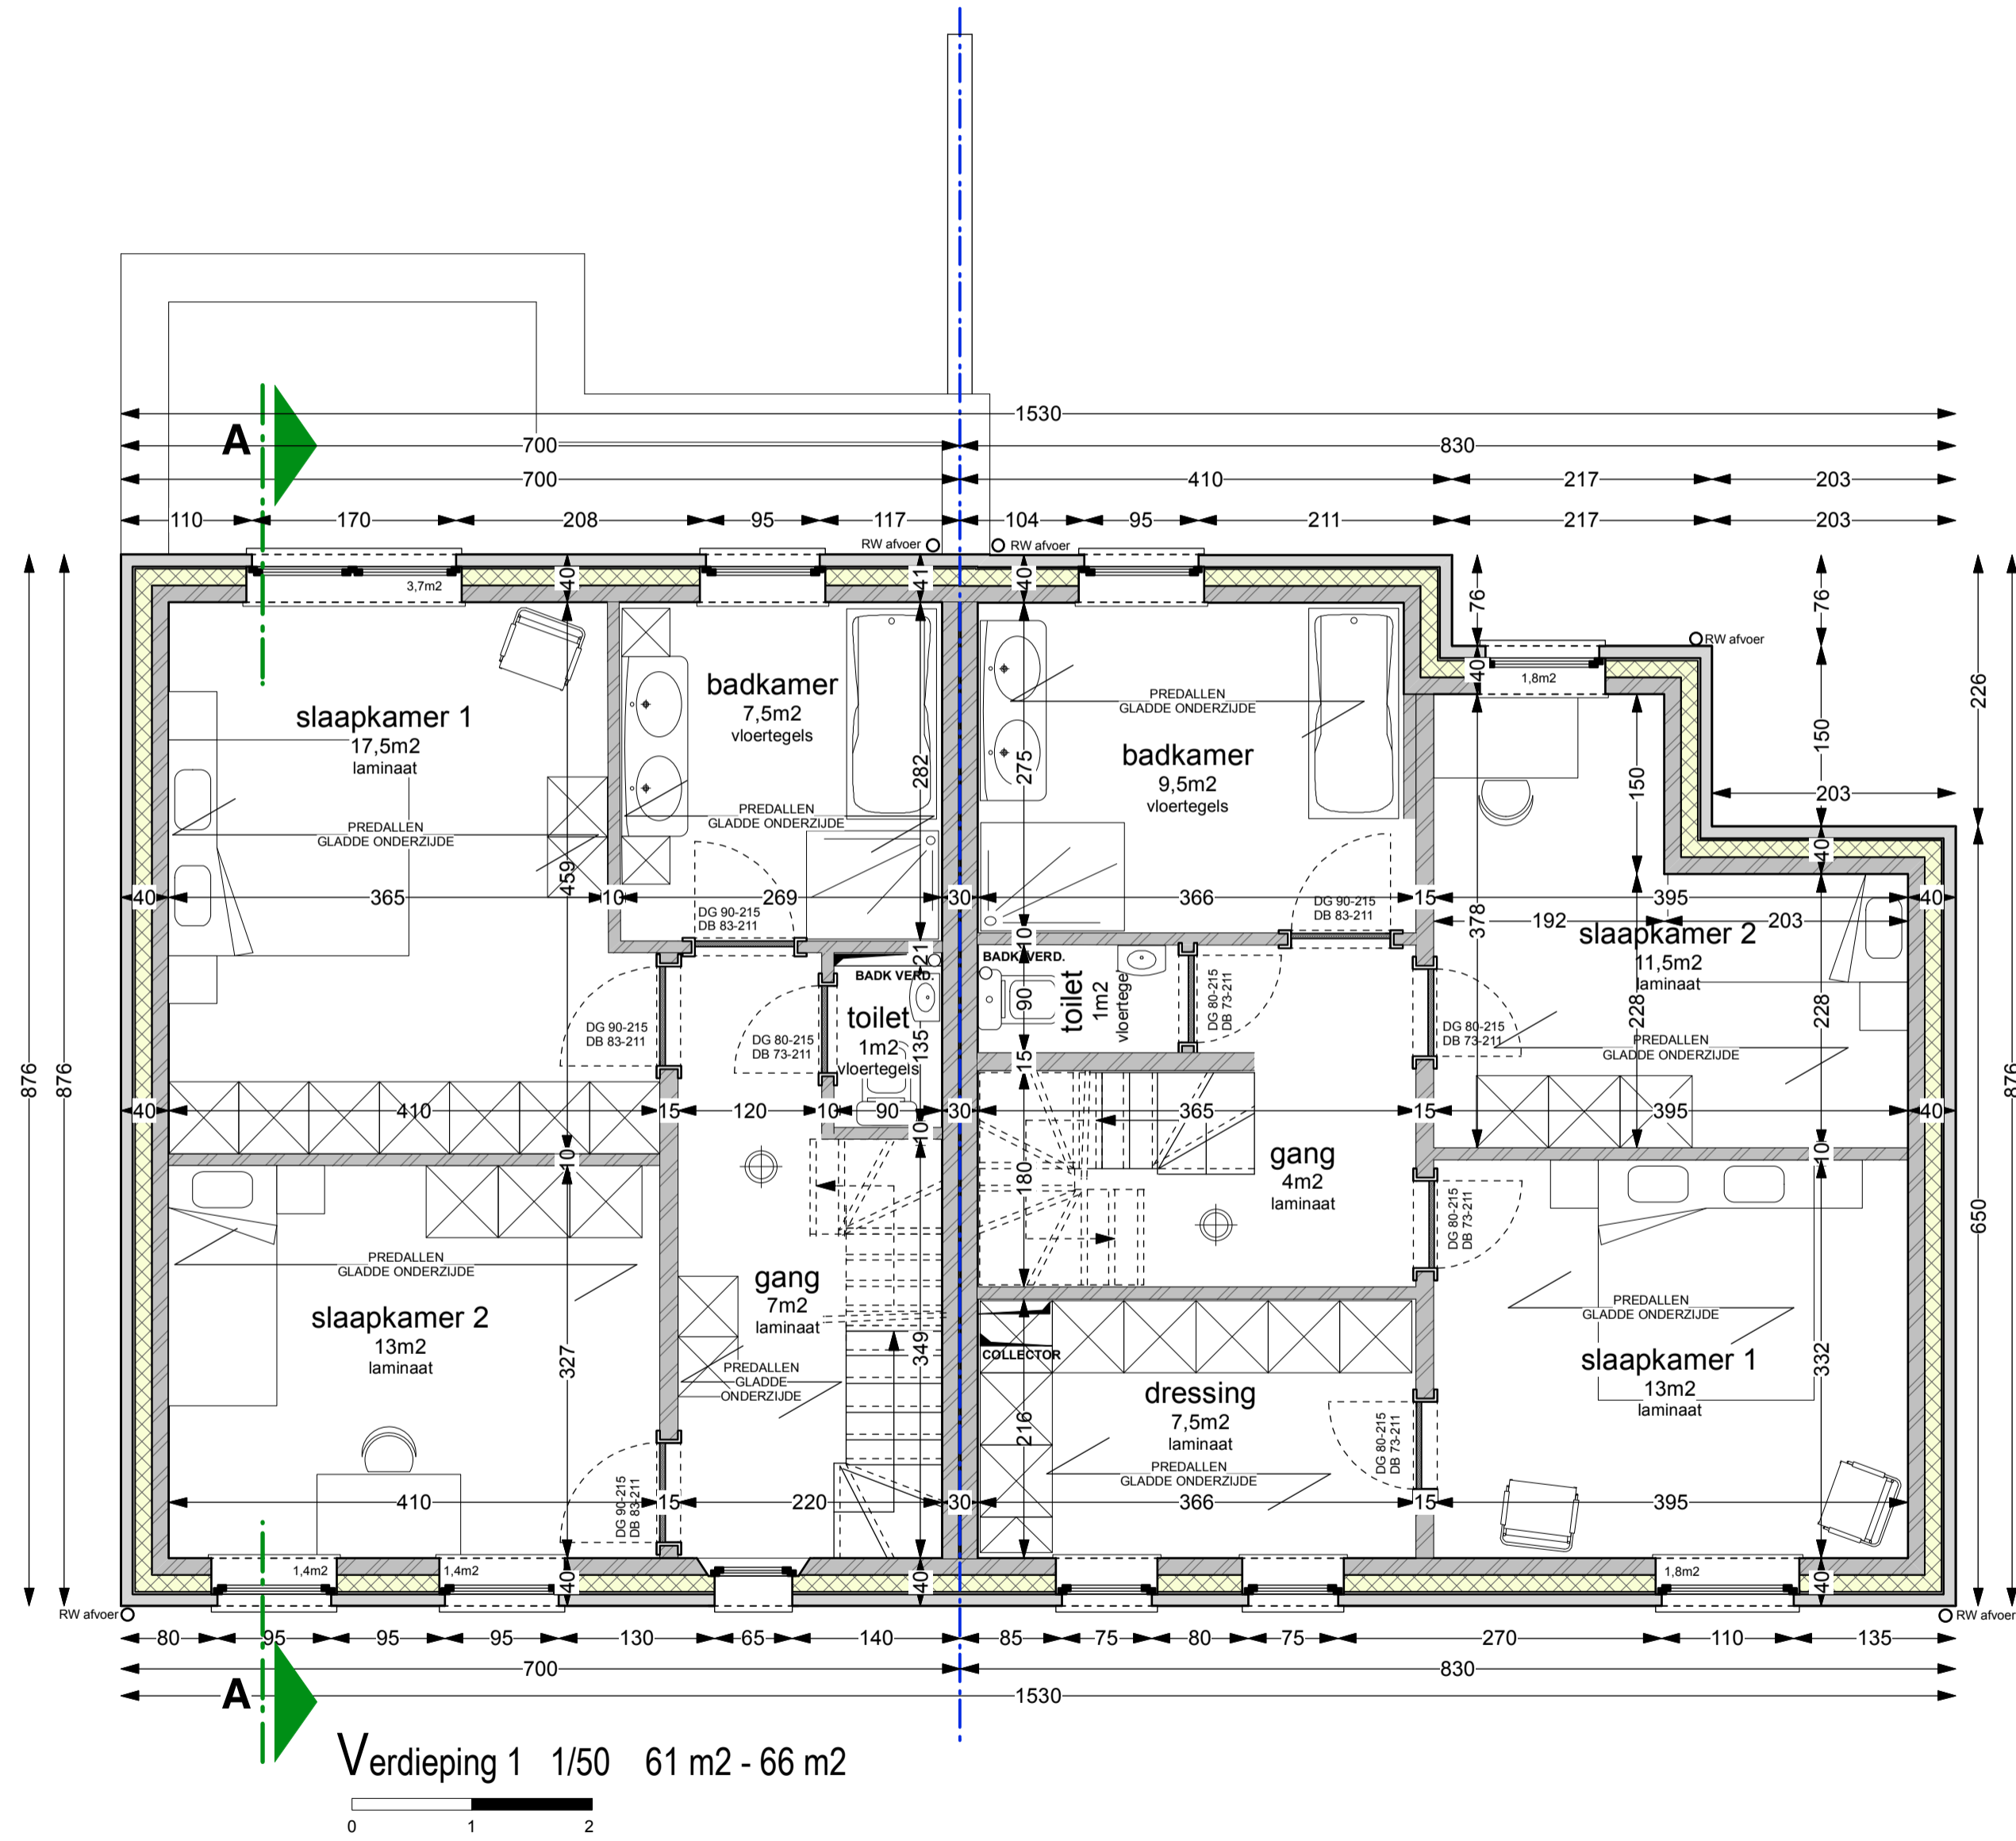 1530
A
700
830
700
410
217
203
110
170
208
95
117
104
95
211
217
203
RW afvoer
RW afvoer
3,7m2
40
41
40
76
76
RW afvoer
40
1,8m2
226
slaapkamer 1
17,5m2
laminaat
badkamer
7,5m2
vloertegels
PREDALLEN
GLADDE ONDERZIJDE
badkamer
9,5m2
vloertegels
282
275
150
150
203
PREDALLEN
GLADDE ONDERZIJDE
PREDALLEN
GLADDE ONDERZIJDE
459
40
40
365
10
269
30
366
15
395
40
DG 90-215
DB 83-211
DG 90-215
DB 83-211
378
192
203
slaapkamer 2
11,5m2
laminaat
21
10
BADK VERD.
BADK VERD.
876
876
876
DG 90-215
DB 83-211
DG 80-215
DB 73-211
toilet
1m2
vloertegels
135
90
toilet
1m2
vloertegel
DG 80-215
DB 73-211
DG 80-215
DB 73-211
228
228
PREDALLEN
GLADDE ONDERZIJDE
15
40
410
15
120
10
90
30
365
15
395
40
10
10
10
180
gang
4m2
laminaat
DG 80-215
DB 73-211
650
PREDALLEN
GLADDE ONDERZIJDE
slaapkamer 2
13m2
laminaat
327
gang
7m2
laminaat
PREDALLEN
GLADDE
ONDERZIJDE
349
COLLECTOR
PREDALLEN
GLADDE ONDERZIJDE
slaapkamer 1
13m2
laminaat
332
dressing
7,5m2
laminaat
216
PREDALLEN
GLADDE ONDERZIJDE
DG 80-215
DB 73-211
DG 90-215
DB 83-211
410
15
220
30
366
15
395
1,4m2
1,4m2
40
40
1,8m2
40
RW afvoer
RW afvoer
80
95
95
95
130
65
140
85
75
80
75
270
110
135
700
830
A
1530
Verdieping 1 1/50 61 m2 - 66 m2
0 1 2